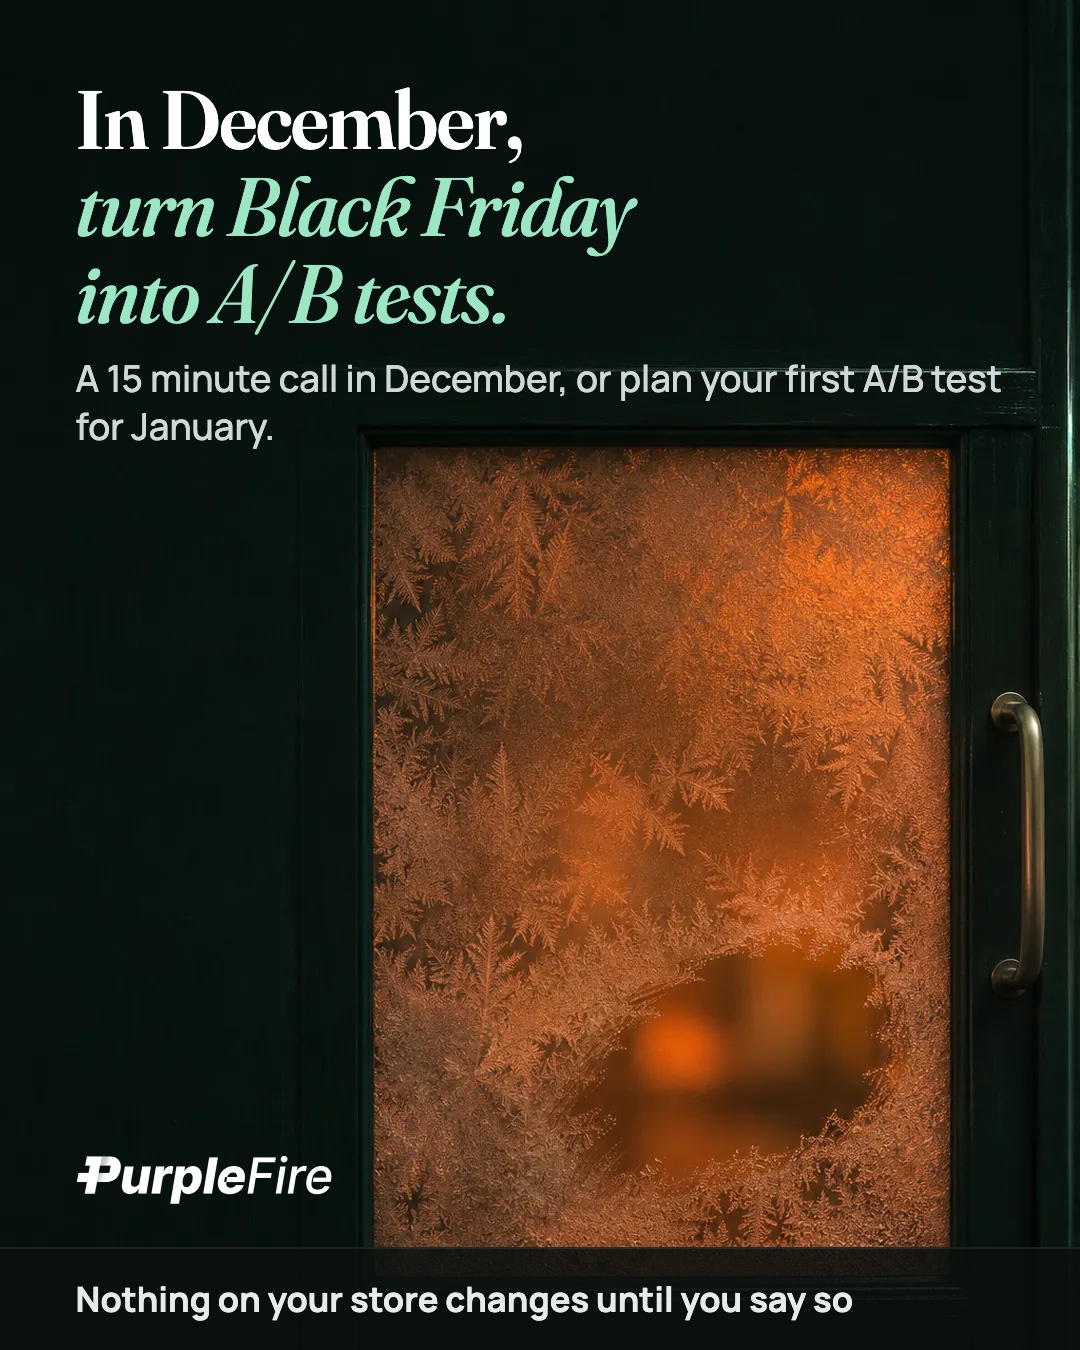 In December,
turn Black Friday
into A/B tests.
A 15 minute call in December, or plan your first A/B test
for January.
PurpleFire
Nothing on your store changes until you say so